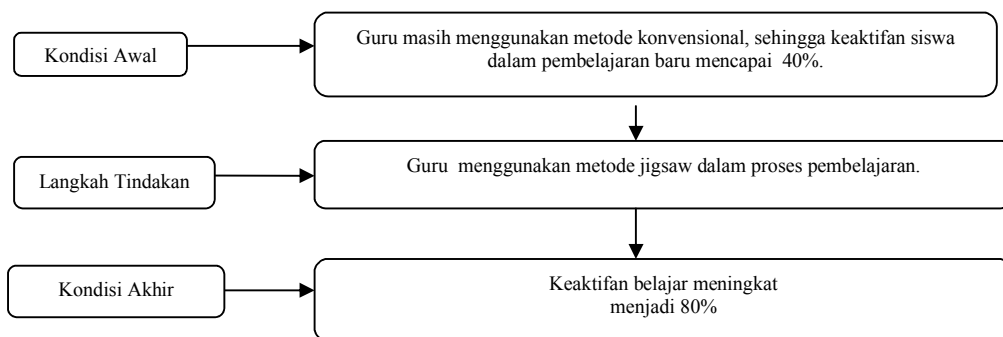 Kondisi Awal
Guru masih menggunakan metode konvensional, sehingga keaktifan siswa
dalam pembelajaran baru mencapai 40%.
Langkah Tindakan
Guru menggunakan metode jigsaw dalam proses pembelajaran.
Kondisi Akhir
Keaktifan belajar meningkat
menjadi 80%